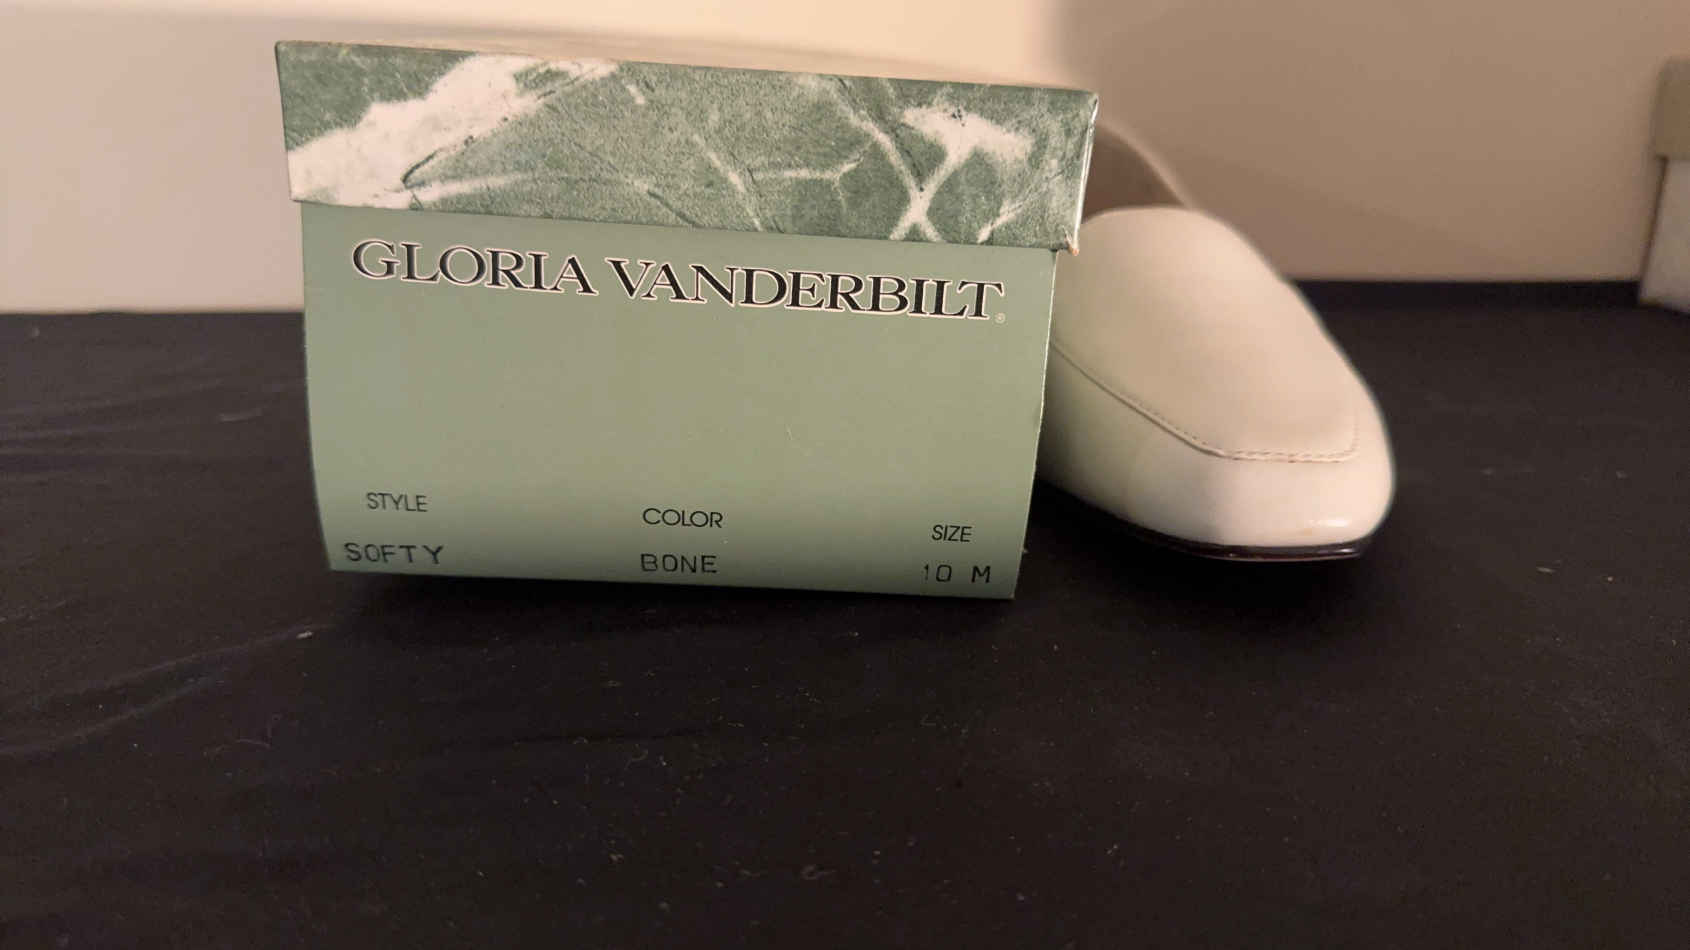 GLORIA VANDERBILT®
STYLE COLOR SIZE
SOFTY BONE 10 M